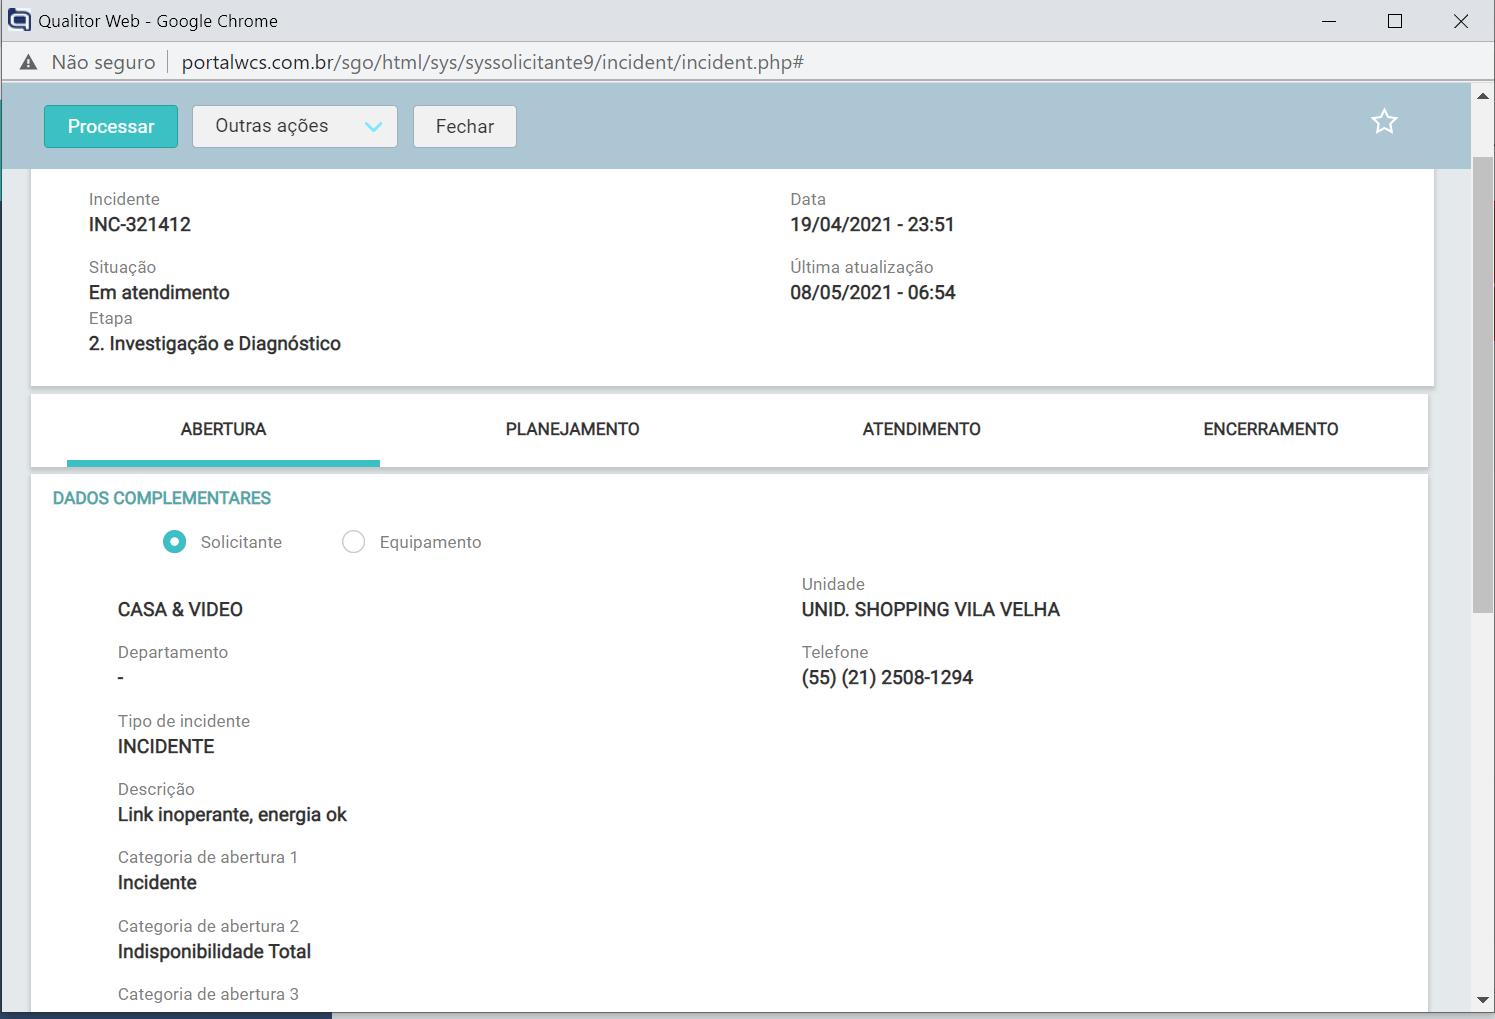 Qualitor Web - Google Chrome
Não seguro portalwcs.com.br/sgo/html/sys/syssolicitante9/incident/incident.php#
Processar Outras ações Fechar
Incidente
INC-321412
Data
19/04/2021 - 23:51
Situação
Em atendimento
Última atualização
08/05/2021 - 06:54
Etapa
2. Investigação e Diagnóstico
ABERTURA PLANEJAMENTO ATENDIMENTO ENCERRAMENTO
DADOS COMPLEMENTARES
Solicitante Equipamento
CASA & VIDEO
Unidade
UNID. SHOPPING VILA VELHA
Departamento
-
Telefone
(55) (21) 2508-1294
Tipo de incidente
INCIDENTE
Descrição
Link inoperante, energia ok
Categoria de abertura 1
Incidente
Categoria de abertura 2
Indisponibilidade Total
Categoria de abertura 3